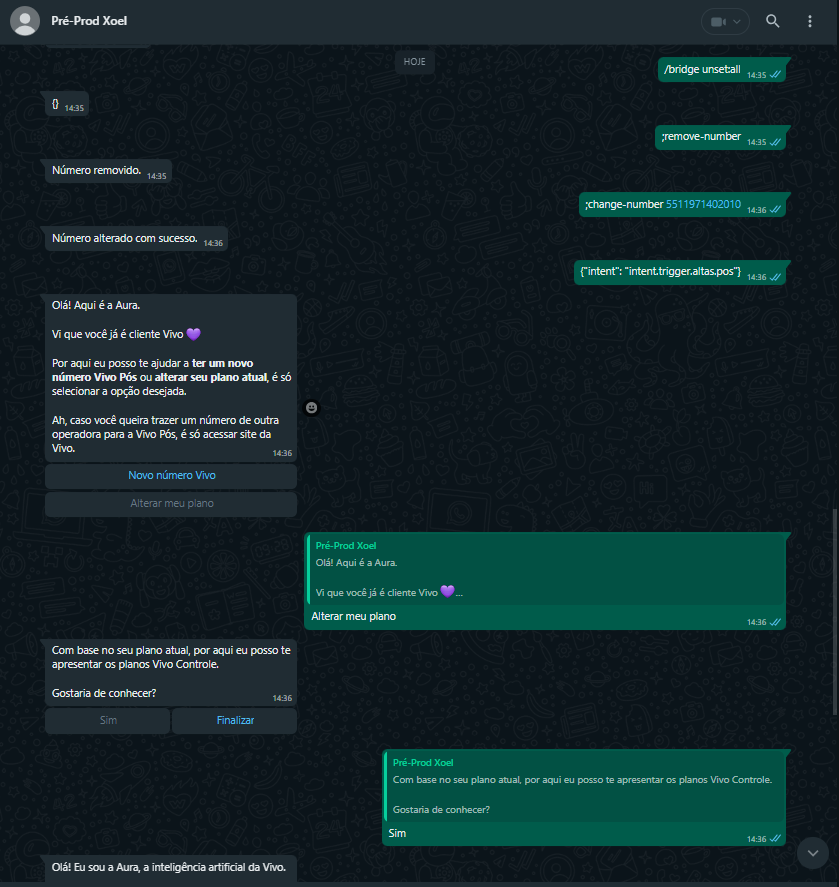 Pré-Prod Xoel
HOJE
/bridge unset:all 14:35
{} 14:35
;remove-number 14:35
Número removido. 14:35
;change-number 5511971402010 14:36
Número alterado com sucesso. 14:36
{"intent": "intent.trigger.altas.pos"} 14:36
Olá! Aqui é a Aura.
Vi que você já é cliente Vivo 💜
Por aqui eu posso te ajudar a ter um novo
número Vivo Pós ou alterar seu plano atual, é só
selecionar a opção desejada.
Ah, caso você queira trazer um número de outra
operadora para a Vivo Pós, é só acessar site da
Vivo.
14:36
Novo número Vivo
Alterar meu plano
Pré-Prod Xoel
Olá! Aqui é a Aura.
Vi que você já é cliente Vivo 💜...
Alterar meu plano
14:36
Com base no seu plano atual, por aqui eu posso te
apresentar os planos Vivo Controle.
Gostaria de conhecer?
14:36
Sim
Finalizar
Pré-Prod Xoel
Com base no seu plano atual, por aqui eu posso te apresentar os planos Vivo Controle.
Gostaria de conhecer?
Sim
14:36
Olá! Eu sou a Aura, a inteligência artificial da Vivo.